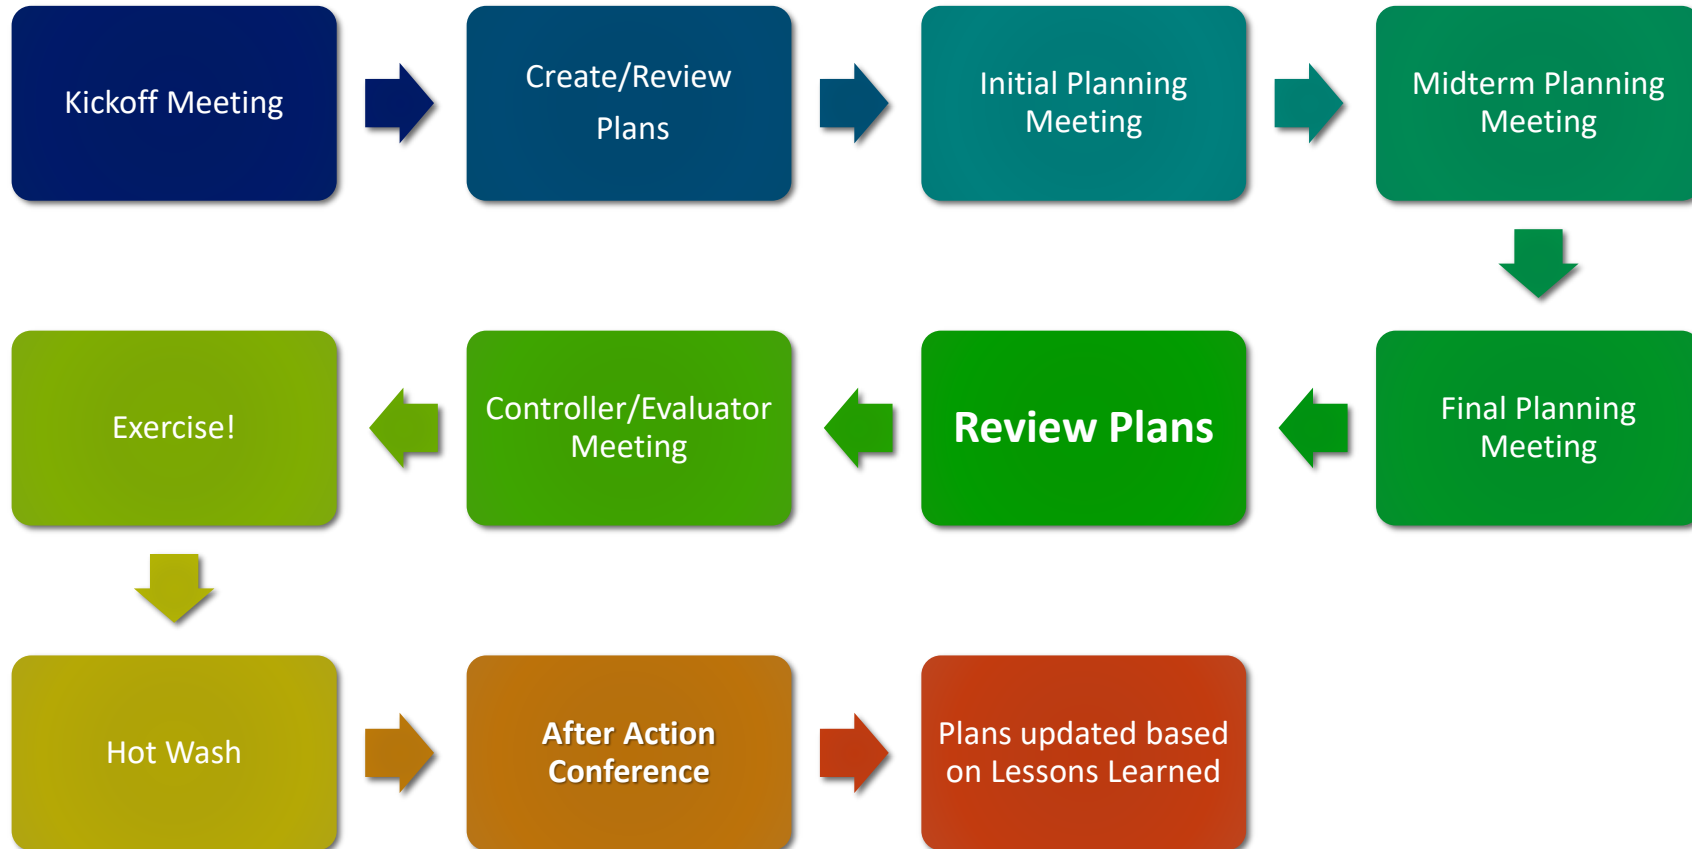 Kickoff Meeting
Create/Review
Plans
Initial Planning
Meeting
Midterm Planning
Meeting
Final Planning
Meeting
Review Plans
Controller/Evaluator
Meeting
Exercise!
Hot Wash
After Action
Conference
Plans updated based
on Lessons Learned